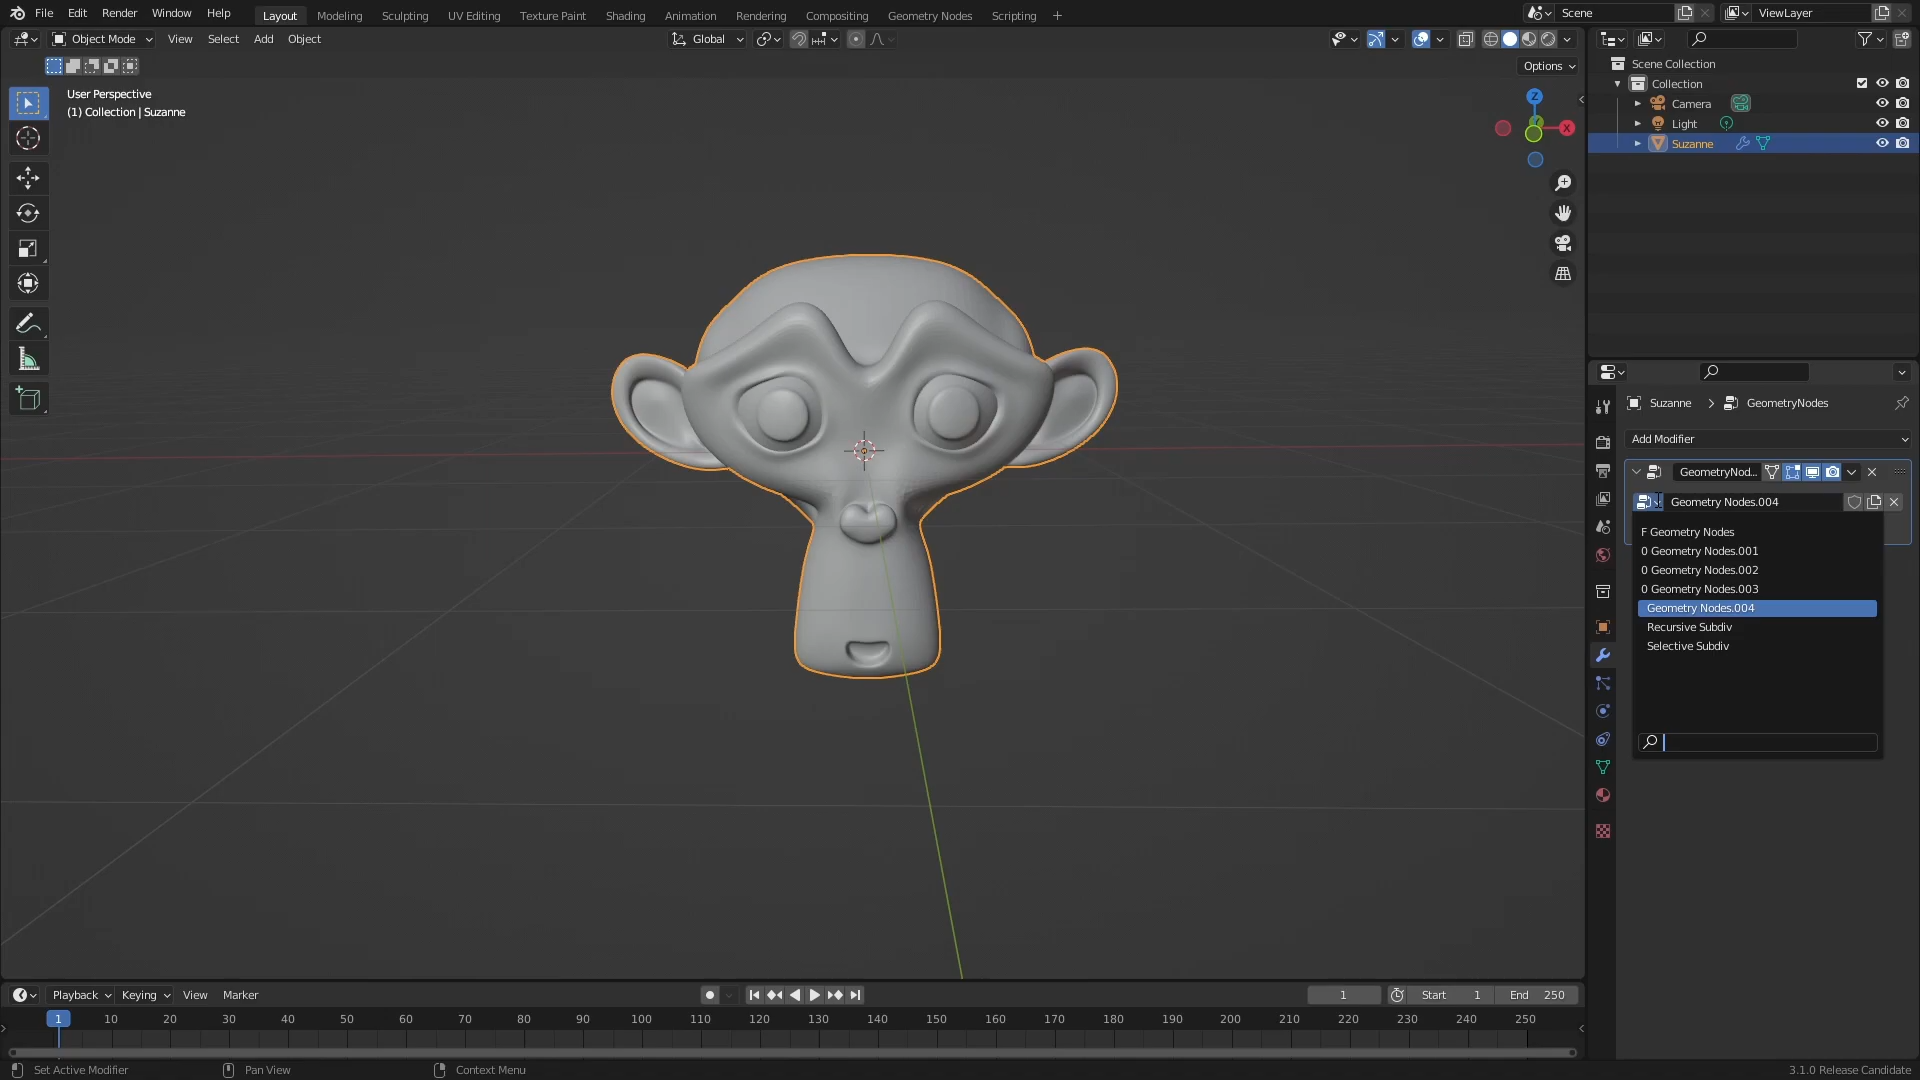 File Edit Render Window Help Layout Modeling Sculpting UV Editing Texture Paint Shading Animation Rendering Compositing Geometry Nodes Scripting + Scene ViewLayer
Object Mode View Select Add Object Global
Options
User Perspective
(1) Collection | Suzanne
Z
Y
X
Scene Collection
Collection
Camera
Light
Suzanne
Suzanne > GeometryNodes
Add Modifier
GeometryNod...
Geometry Nodes.004
F Geometry Nodes
0 Geometry Nodes.001
0 Geometry Nodes.002
0 Geometry Nodes.003
Geometry Nodes.004
Recursive Subdiv
Selective Subdiv
Playback Keying View Marker 1 Start 1 End 250
1 10 20 30 40 50 60 70 80 90 100 110 120 130 140 150 160 170 180 190 200 210 220 230 240 250
Set Active Modifier Pan View Context Menu 3.1.0 Release Candidate